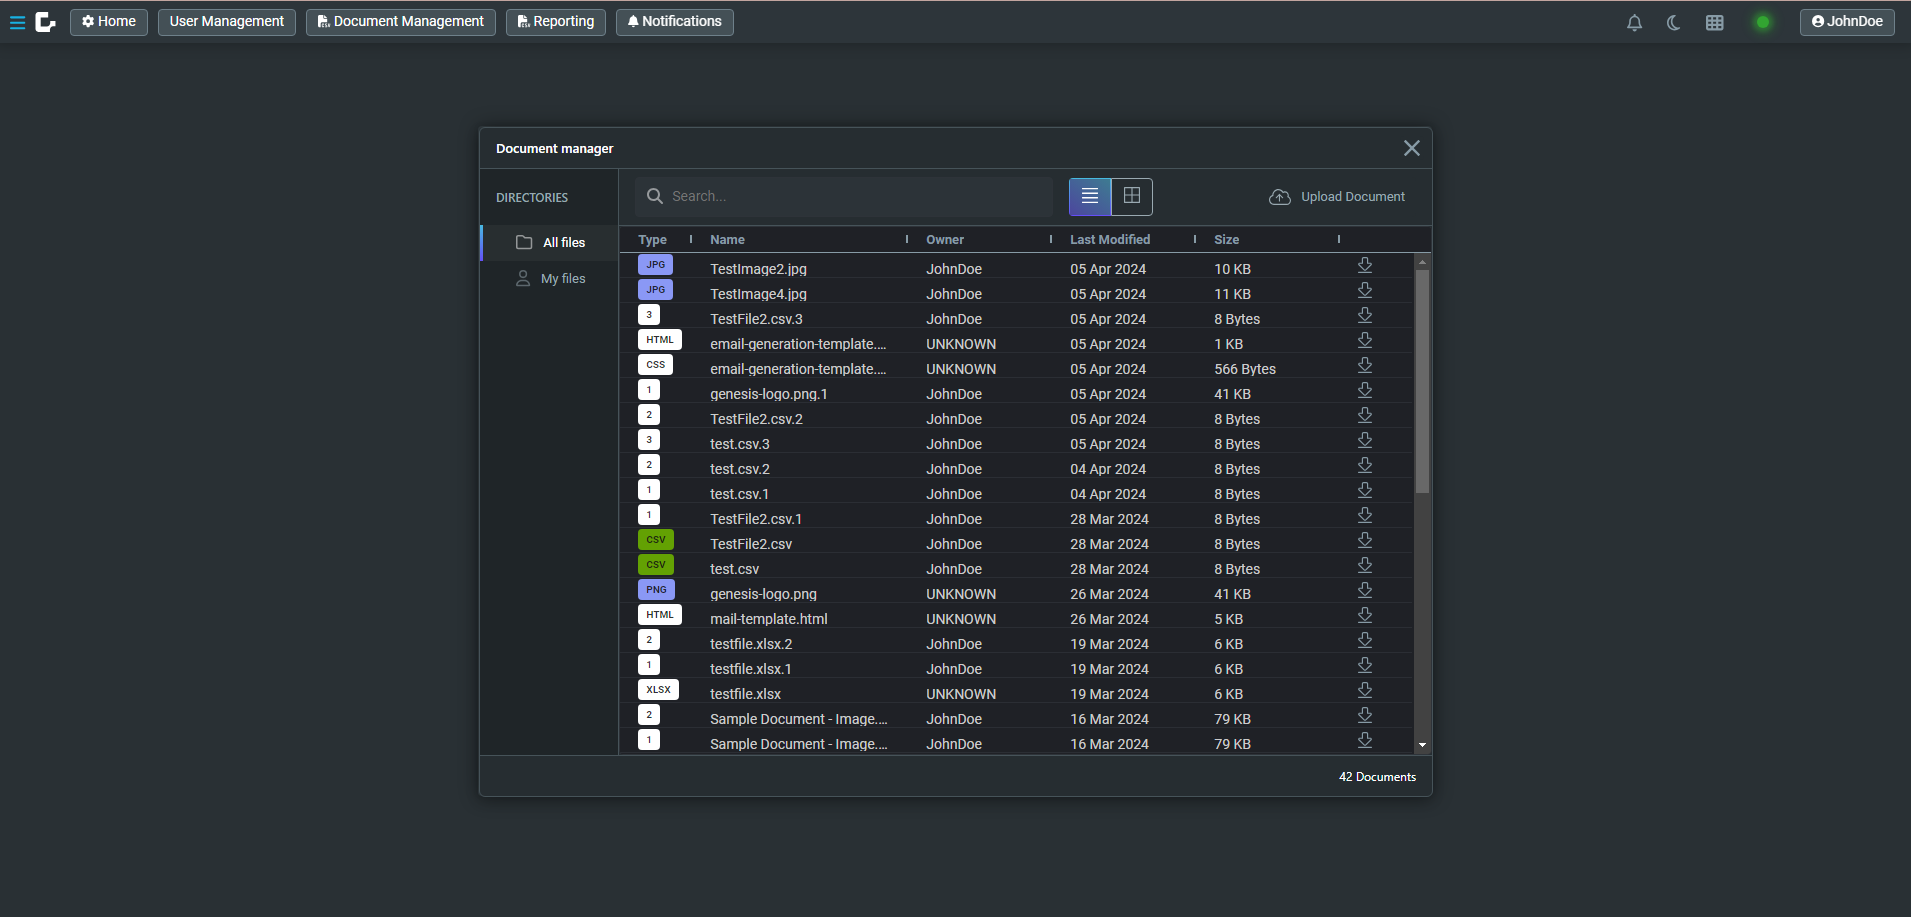 Home User Management Document Management Reporting Notifications JohnDoe
Document manager
DIRECTORIES Search... Upload Document
All files
My files
Type Name Owner Last Modified Size
JPG TestImage2.jpg JohnDoe 05 Apr 2024 10 KB
JPG TestImage4.jpg JohnDoe 05 Apr 2024 11 KB
3 TestFile2.csv.3 JohnDoe 05 Apr 2024 8 Bytes
HTML email-generation-template.... UNKNOWN 05 Apr 2024 1 KB
CSS email-generation-template.... UNKNOWN 05 Apr 2024 566 Bytes
1 genesis-logo.png.1 JohnDoe 05 Apr 2024 41 KB
2 TestFile2.csv.2 JohnDoe 05 Apr 2024 8 Bytes
3 test.csv.3 JohnDoe 05 Apr 2024 8 Bytes
2 test.csv.2 JohnDoe 04 Apr 2024 8 Bytes
1 test.csv.1 JohnDoe 04 Apr 2024 8 Bytes
1 TestFile2.csv.1 JohnDoe 28 Mar 2024 8 Bytes
CSV TestFile2.csv JohnDoe 28 Mar 2024 8 Bytes
CSV test.csv JohnDoe 28 Mar 2024 8 Bytes
PNG genesis-logo.png UNKNOWN 26 Mar 2024 41 KB
HTML mail-template.html UNKNOWN 26 Mar 2024 5 KB
2 testfile.xlsx.2 JohnDoe 19 Mar 2024 6 KB
1 testfile.xlsx.1 JohnDoe 19 Mar 2024 6 KB
XLSX testfile.xlsx UNKNOWN 19 Mar 2024 6 KB
2 Sample Document - Image.... JohnDoe 16 Mar 2024 79 KB
1 Sample Document - Image.... JohnDoe 16 Mar 2024 79 KB
42 Documents